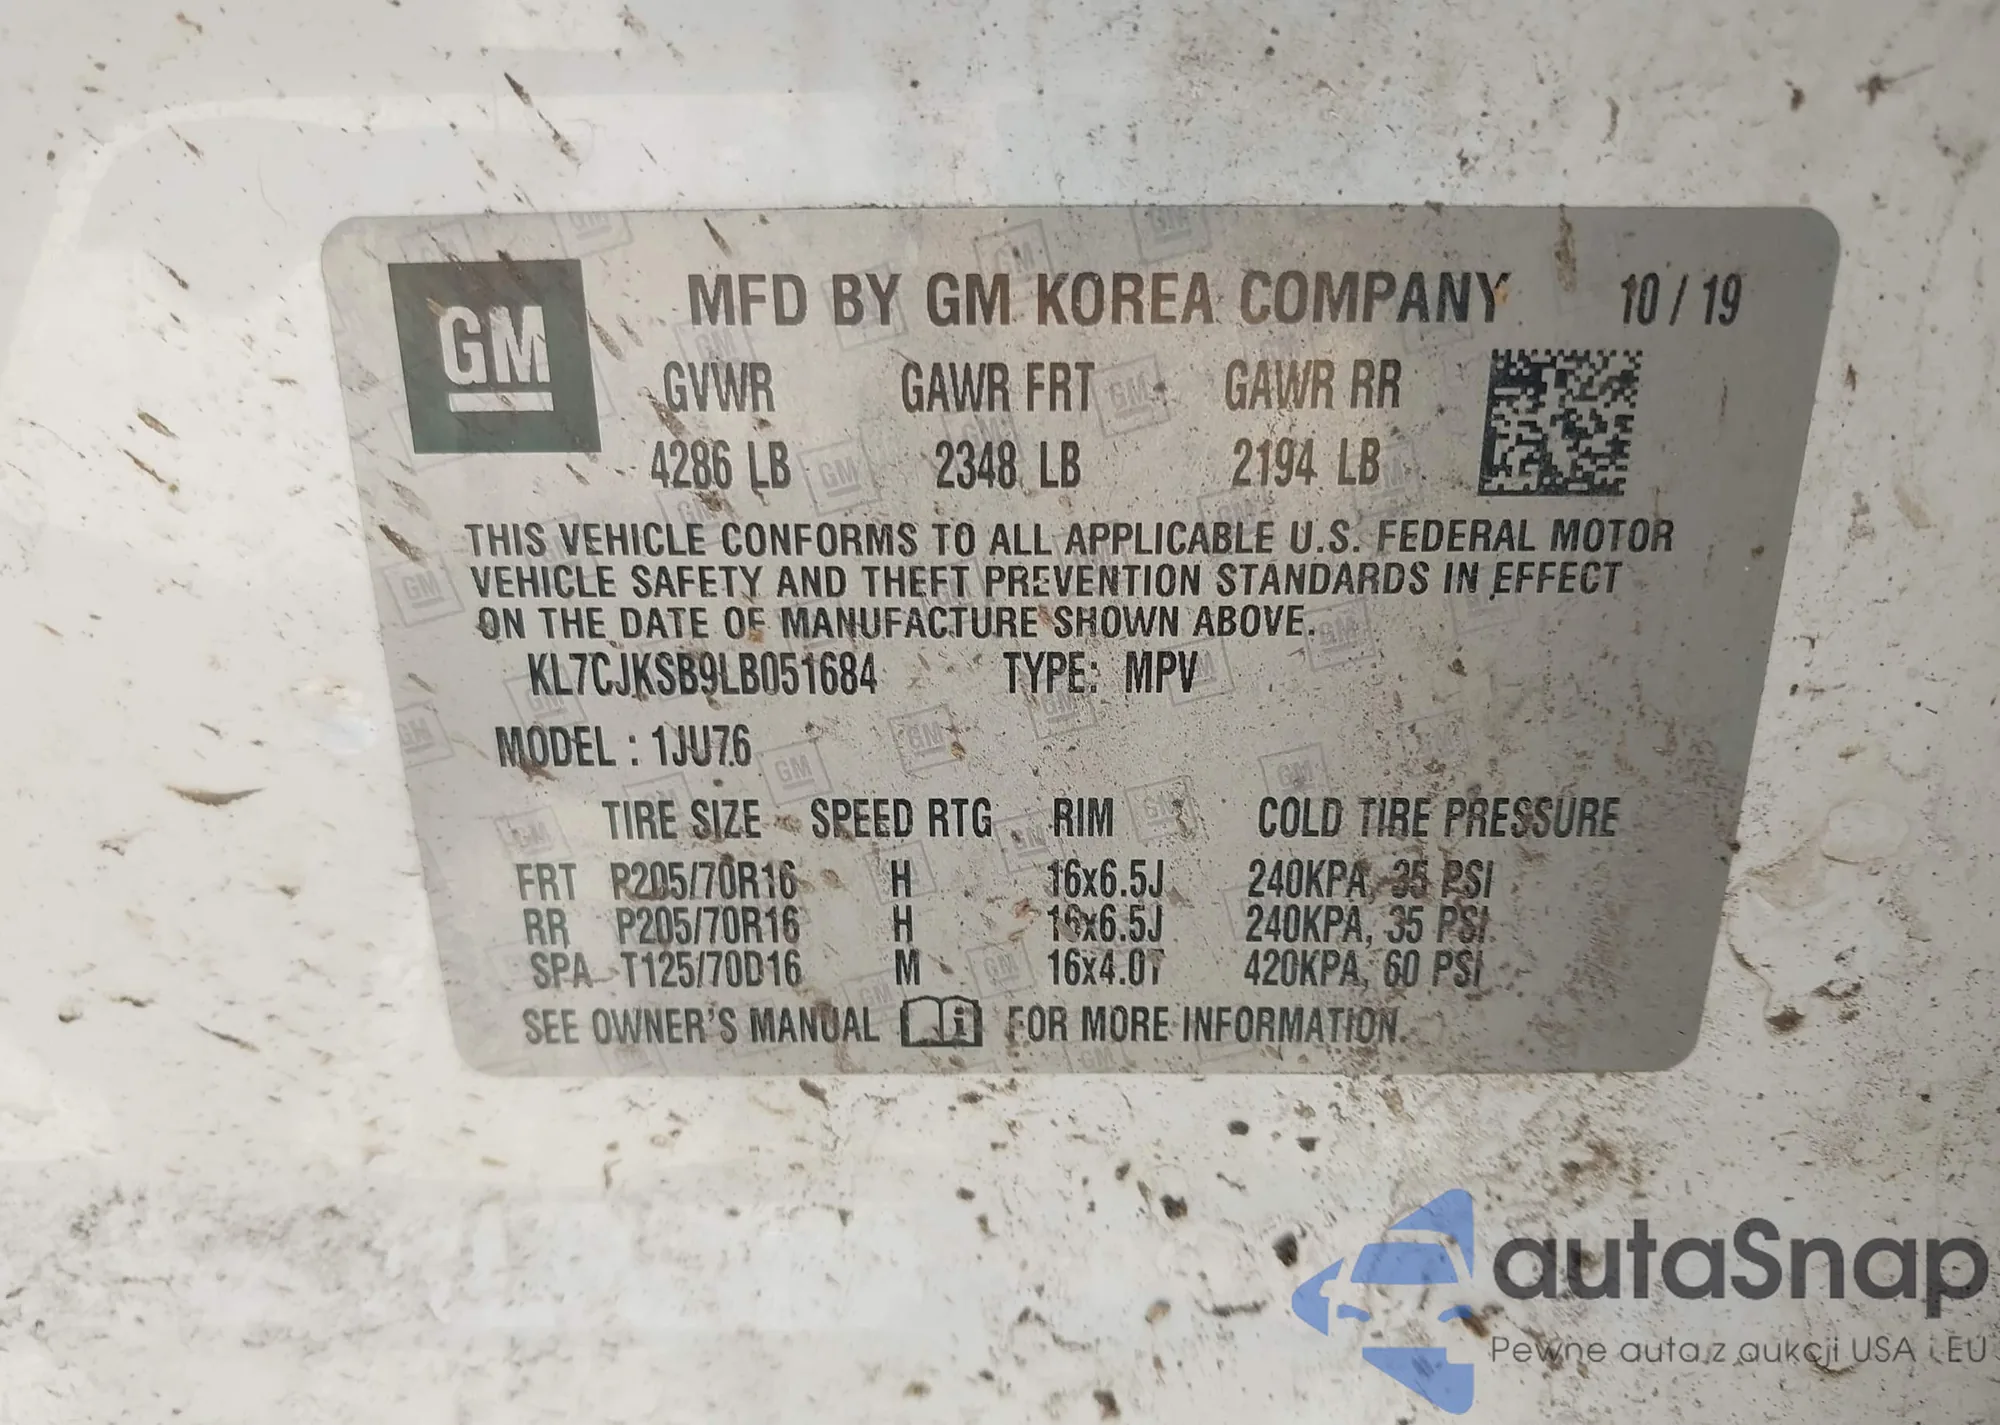 GM
MFD BY GM KOREA COMPANY 10 / 19
GVWR GAWR FRT GAWR RR
4286 LB 2348 LB 2194 LB
THIS VEHICLE CONFORMS TO ALL APPLICABLE U.S. FEDERAL MOTOR
VEHICLE SAFETY AND THEFT PREVENTION STANDARDS IN EFFECT
ON THE DATE OF MANUFACTURE SHOWN ABOVE.
KL7CJKSB9LB051684 TYPE: MPV
MODEL : 1JU76
TIRE SIZE SPEED RTG RIM COLD TIRE PRESSURE
FRT P205/70R16 H 16x6.5J 240KPA, 35 PSI
RR P205/70R16 H 16x6.5J 240KPA, 35 PSI
SPA T125/70D16 M 16x4.0T 420KPA, 60 PSI
SEE OWNER'S MANUAL FOR MORE INFORMATION.
autaSnap
Pewne auta z aukcji USA i EU